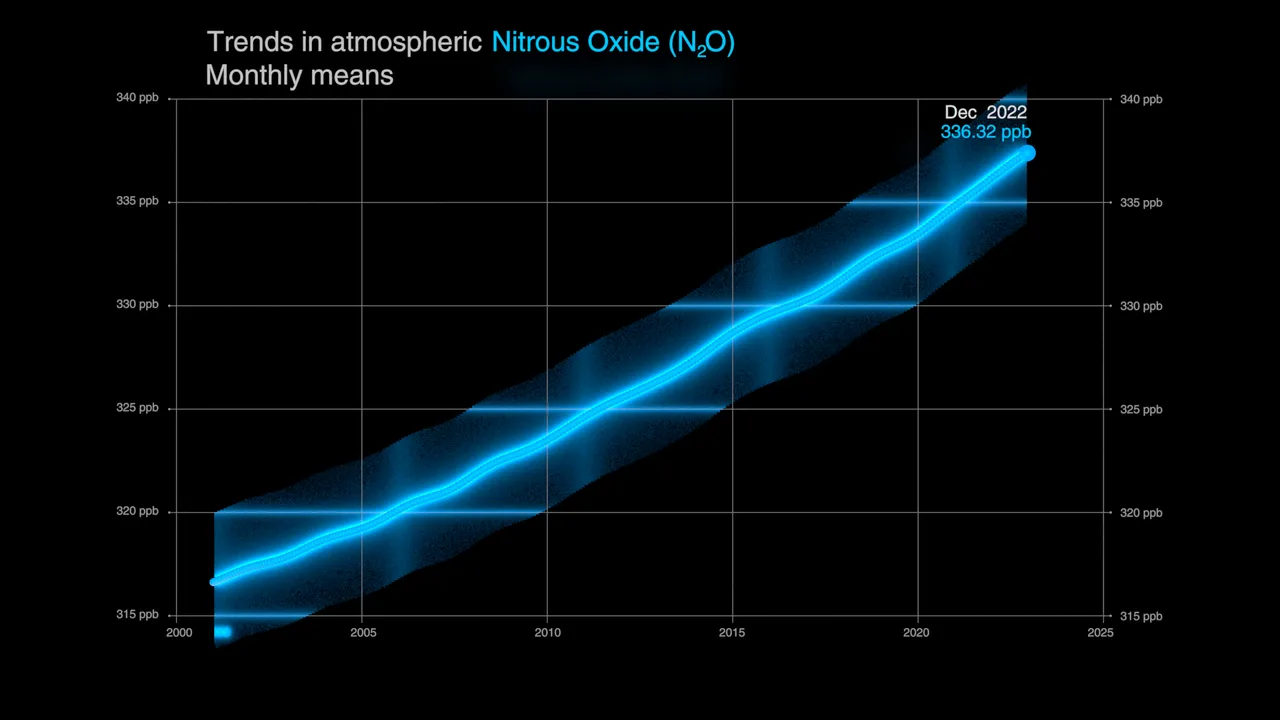 Trends in atmospheric Nitrous Oxide (N₂O)
Monthly means
340 ppb 340 ppb
Dec 2022
336.32 ppb
335 ppb 335 ppb
330 ppb 330 ppb
325 ppb 325 ppb
320 ppb 320 ppb
315 ppb 315 ppb
2000 2005 2010 2015 2020 2025